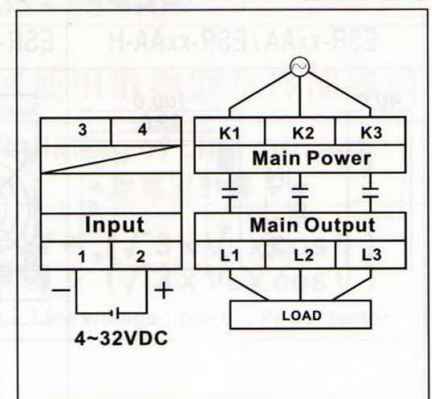 3 4
K1 K2 K3
Main Power
Input
Main Output
1 2
L1 L2 L3
− +
LOAD
4~32VDC